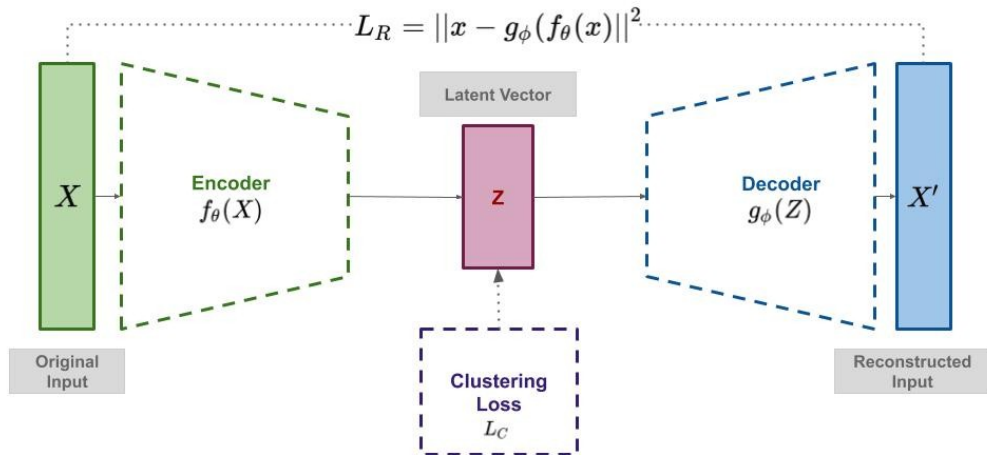 L_R = ||x − g_ϕ(f_θ(x)||²
Latent Vector
X
Encoder
f_θ(X)
Z
Decoder
g_ϕ(Z)
X′
Original
Input
Clustering
Loss
L_C
Reconstructed
Input